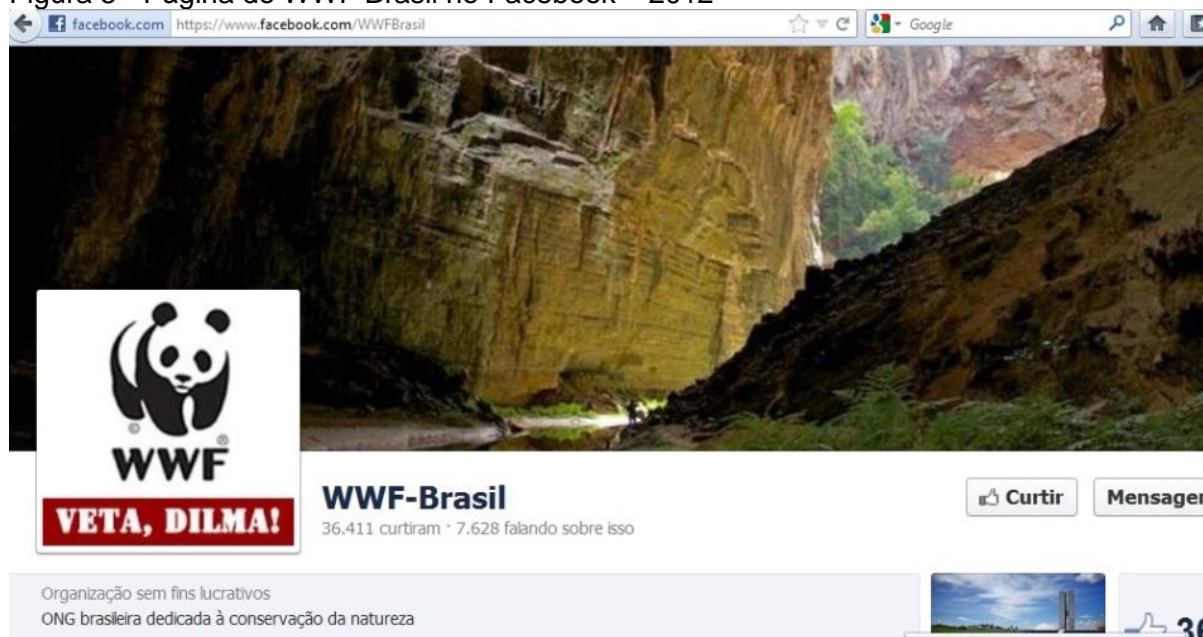 facebook.com https://www.facebook.com/WWFBrasil Google
WWF
VETA, DILMA!
WWF-Brasil
36.411 curtiram · 7.628 falando sobre isso
Curtir
Organização sem fins lucrativos
ONG brasileira dedicada à conservação da natureza